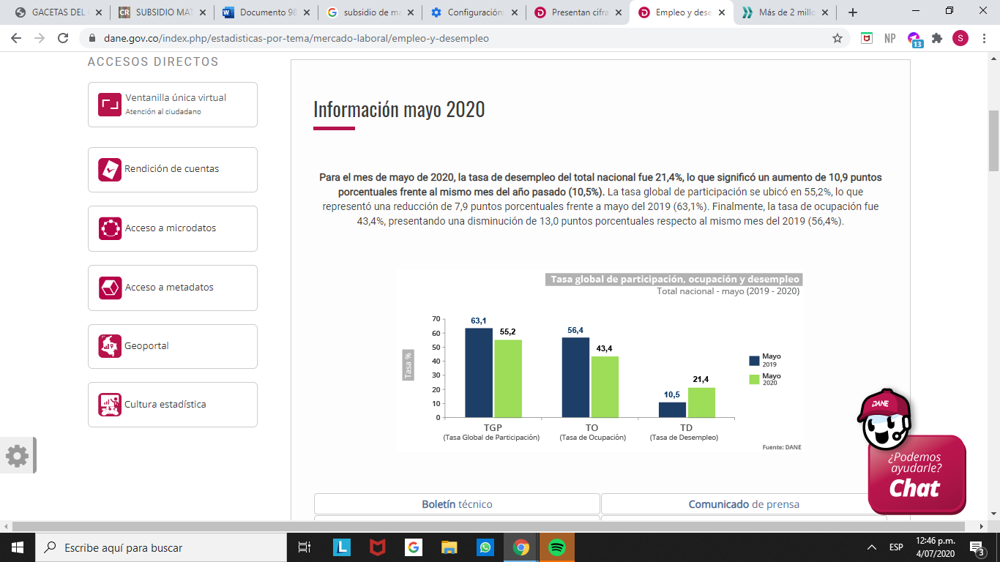 GACETAS DEL
SUBSIDIO MAT
Documento 98
subsidio de ma
Configuración
Presentan cifra
Empleo y dese
Más de 2 millo
dane.gov.co/index.php/estadisticas-por-tema/mercado-laboral/empleo-y-desempleo
NP
13
S
ACCESOS DIRECTOS
Ventanilla única virtual
Atención al ciudadano
Rendición de cuentas
Acceso a microdatos
Acceso a metadatos
Geoportal
Cultura estadística
Información mayo 2020
Para el mes de mayo de 2020, la tasa de desempleo del total nacional fue 21,4%, lo que significó un aumento de 10,9 puntos
porcentuales frente al mismo mes del año pasado (10,5%). La tasa global de participación se ubicó en 55,2%, lo que
representó una reducción de 7,9 puntos porcentuales frente a mayo del 2019 (63,1%). Finalmente, la tasa de ocupación fue
43,4%, presentando una disminución de 13,0 puntos porcentuales respecto al mismo mes del 2019 (56,4%).
Tasa global de participación, ocupación y desempleo
Total nacional - mayo (2019 - 2020)
Tasa %
70
60
50
40
30
20
10
0
63,1
55,2
56,4
43,4
10,5
21,4
TGP
(Tasa Global de Participación)
TO
(Tasa de Ocupación)
TD
(Tasa de Desempleo)
Mayo
2019
Mayo
2020
Fuente: DANE
Boletín técnico
Comunicado de prensa
DANE
¿Podemos
ayudarle?
Chat
Escribe aquí para buscar
L
ESP
12:46 p.m.
4/07/2020
3